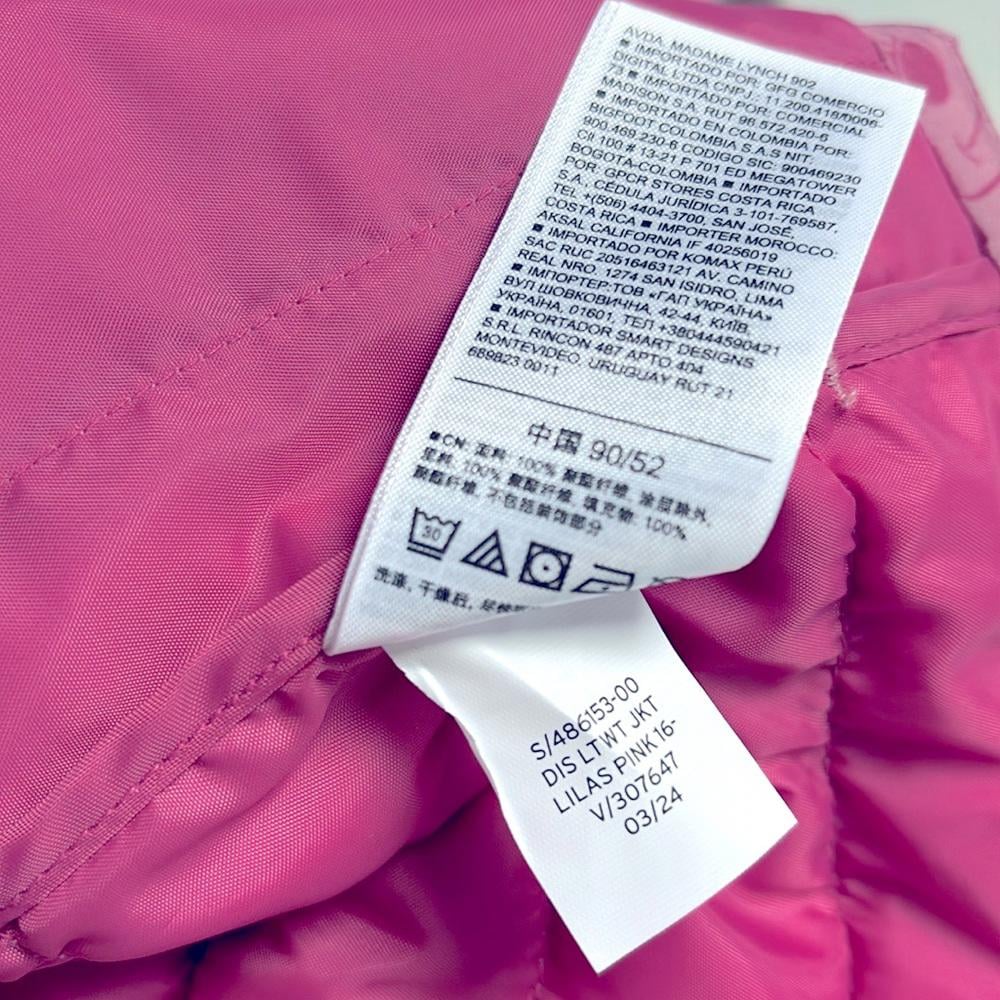 AVDA. MADAME LYNCH 902
■ IMPORTADO POR: GFG COMERCIO
DIGITAL LTDA CNPJ.: 11.200.418/0006-
73 ■ IMPORTADO POR: COMERCIAL
MADISON S.A. RUT 96.572.420-6
■ IMPORTADO EN COLOMBIA POR:
BIGFOOT COLOMBIA S.A.S NIT.
900.469.230-6 CODIGO SIC: 900469230
Cll 100 # 13-21 P 701 ED MEGATOWER
BOGOTA-COLOMBIA ■ IMPORTADO
POR: GPCR STORES COSTA RICA
S.A., CÉDULA JURÍDICA 3-101-769587,
TEL +(506) 4404-3700, SAN JOSÉ,
COSTA RICA ■ IMPORTER MOROCCO:
AKSAL CALIFORNIA IF 40256019
■ IMPORTADO POR KOMAX PERÚ
SAC RUC 20516463121 AV. CAMINO
REAL NRO. 1274 SAN ISIDRO, LIMA
■ ІМПОРТЕР:ТОВ «ГАП УКРАЇНА»
ВУЛ ШОВКОВИЧНА, 42-44, КИЇВ,
УКРАЇНА, 01601, ТЕЛ +380444590421
■ IMPORTADOR SMART DESIGNS
S.R.L. RINCON 487 APTO 404
MONTEVIDEO, URUGUAY RUT 21
689823 0011
中国 90/52
■CN: 面料: 100% 聚酯纤维, 涂层除外,
里料: 100% 聚酯纤维, 填充物: 100%
聚酯纤维, 不包括装饰部分
30
洗涤, 干燥后, 尽快
S/486153-00
DIS LTWT JKT
LILAS PINK16-
V/307647
03/24